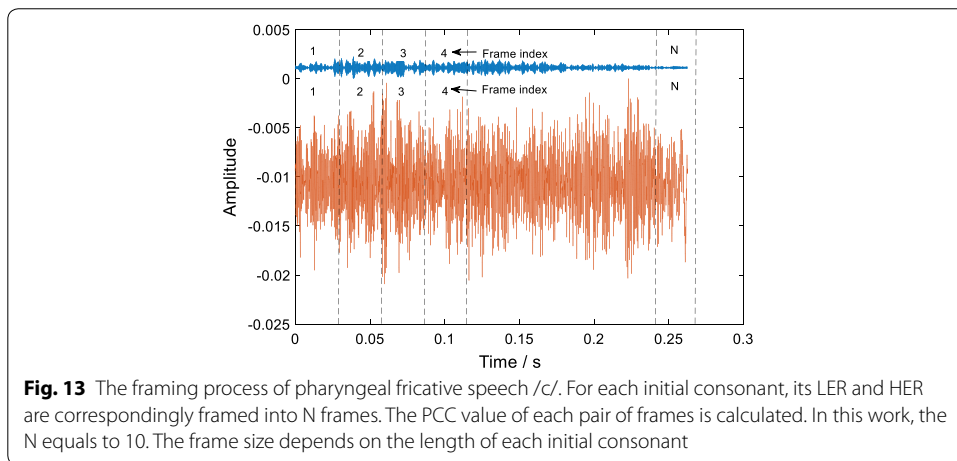 0.005
1 2 3 4 Frame index N
0
1 2 3 4 Frame index N
-0.005
-0.01
-0.015
-0.02
-0.025
Amplitude
0 0.05 0.1 0.15 0.2 0.25 0.3
Time / s
Fig. 13 The framing process of pharyngeal fricative speech /c/. For each initial consonant, its LER and HER
are correspondingly framed into N frames. The PCC value of each pair of frames is calculated. In this work, the
N equals to 10. The frame size depends on the length of each initial consonant